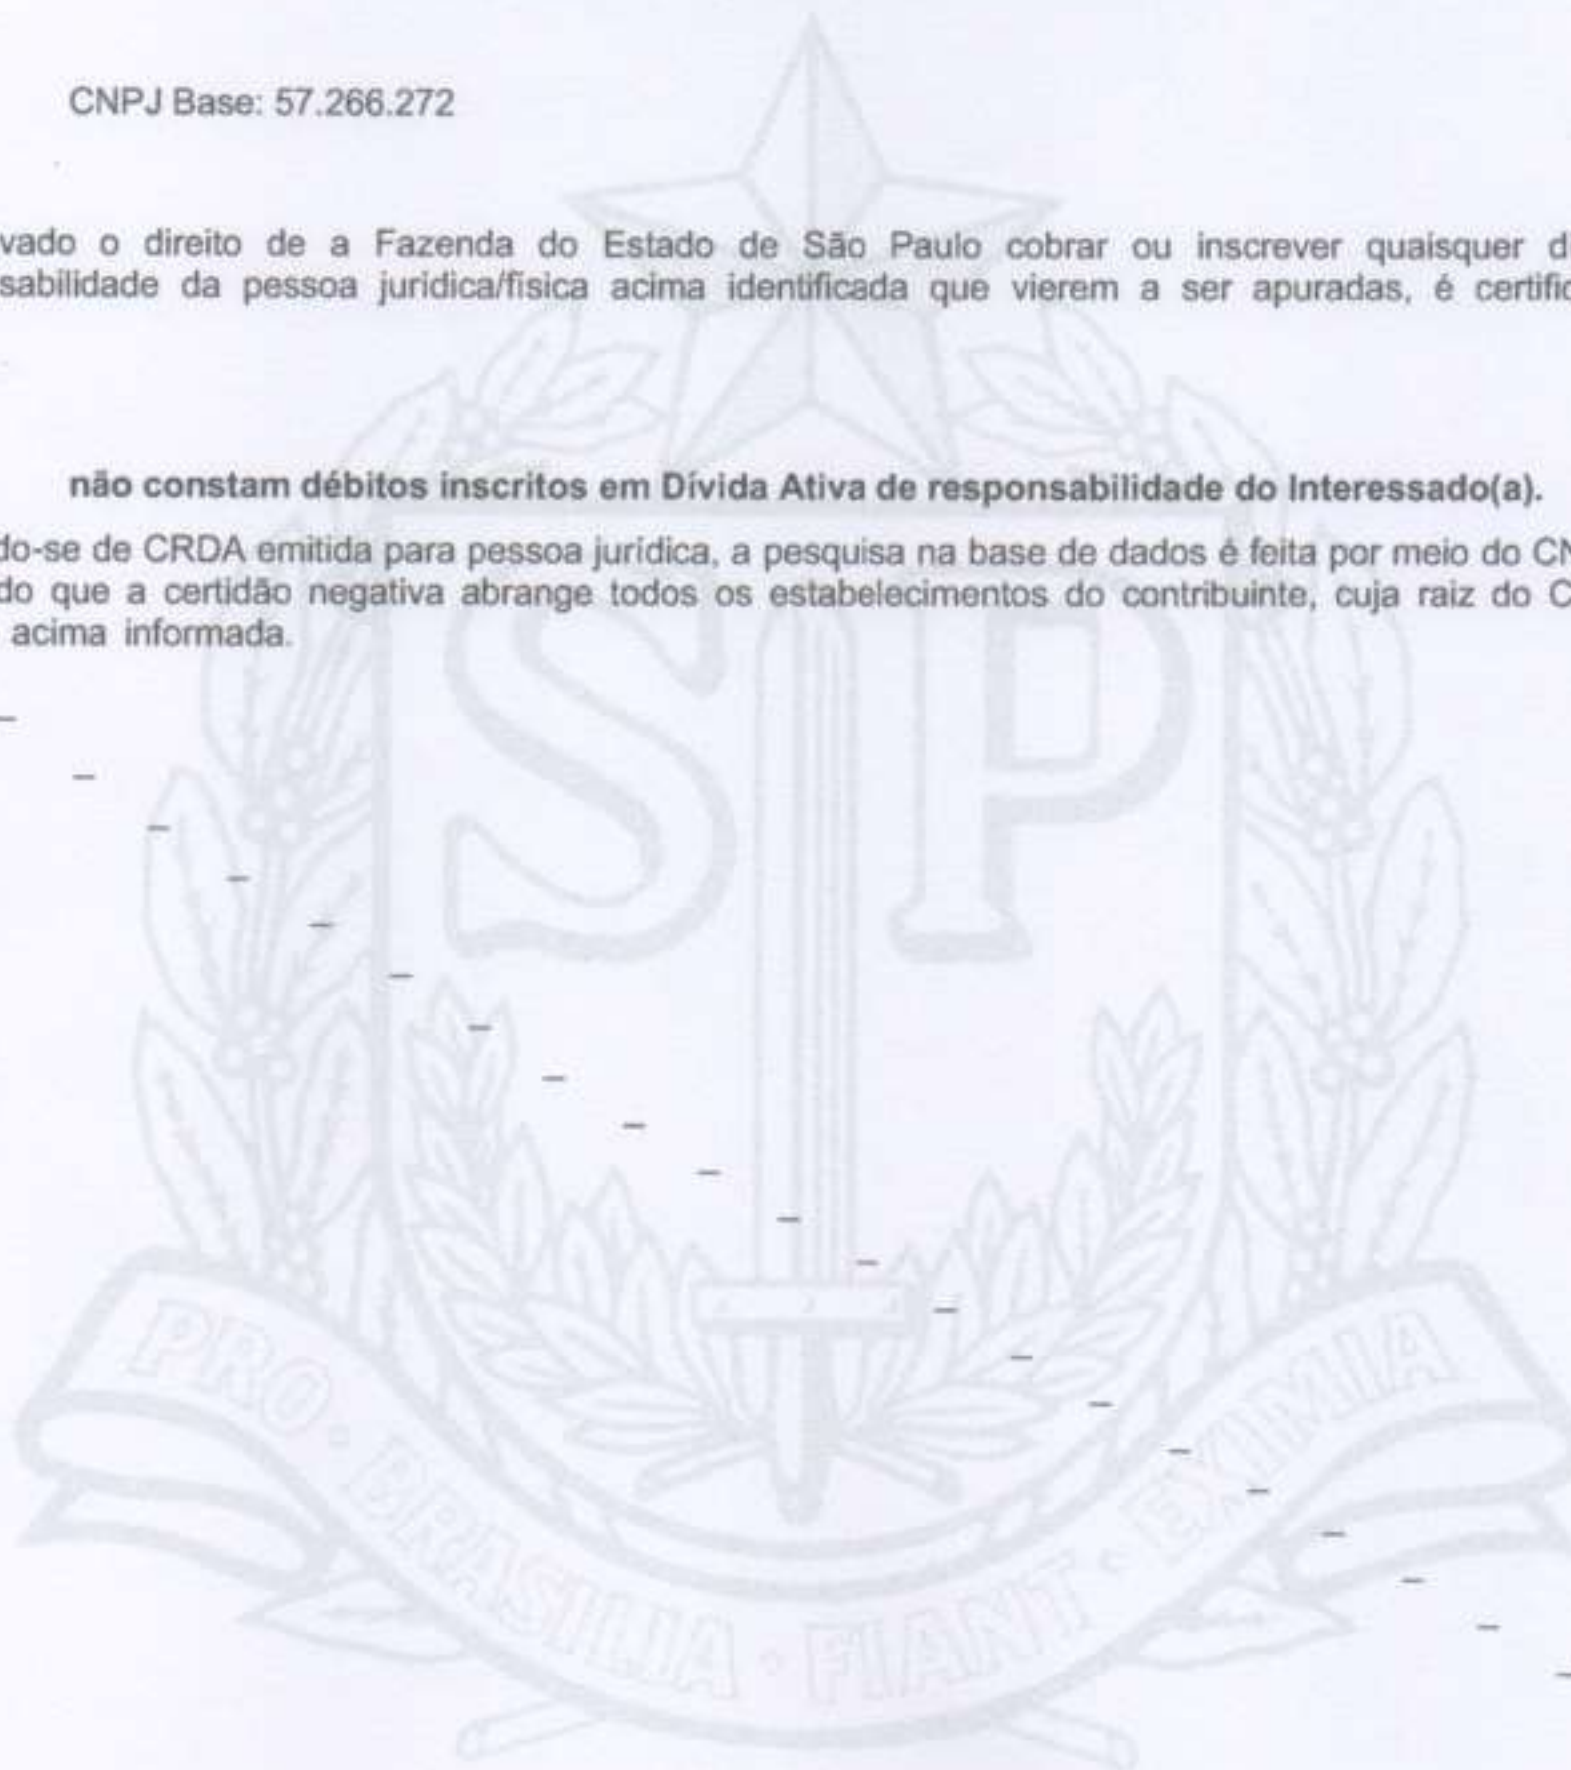 CNPJ Base: 57.266.272
vado o direito de a Fazenda do Estado de São Paulo cobrar ou inscrever quaisquer d
sabilidade da pessoa jurídica/física acima identificada que vierem a ser apuradas, é certific
não constam débitos inscritos em Dívida Ativa de responsabilidade do Interessado(a).
do-se de CRDA emitida para pessoa jurídica, a pesquisa na base de dados é feita por meio do CN
do que a certidão negativa abrange todos os estabelecimentos do contribuinte, cuja raiz do C
acima informada.
SP
PRO • BRASILIA • FIANT • EXIMIA